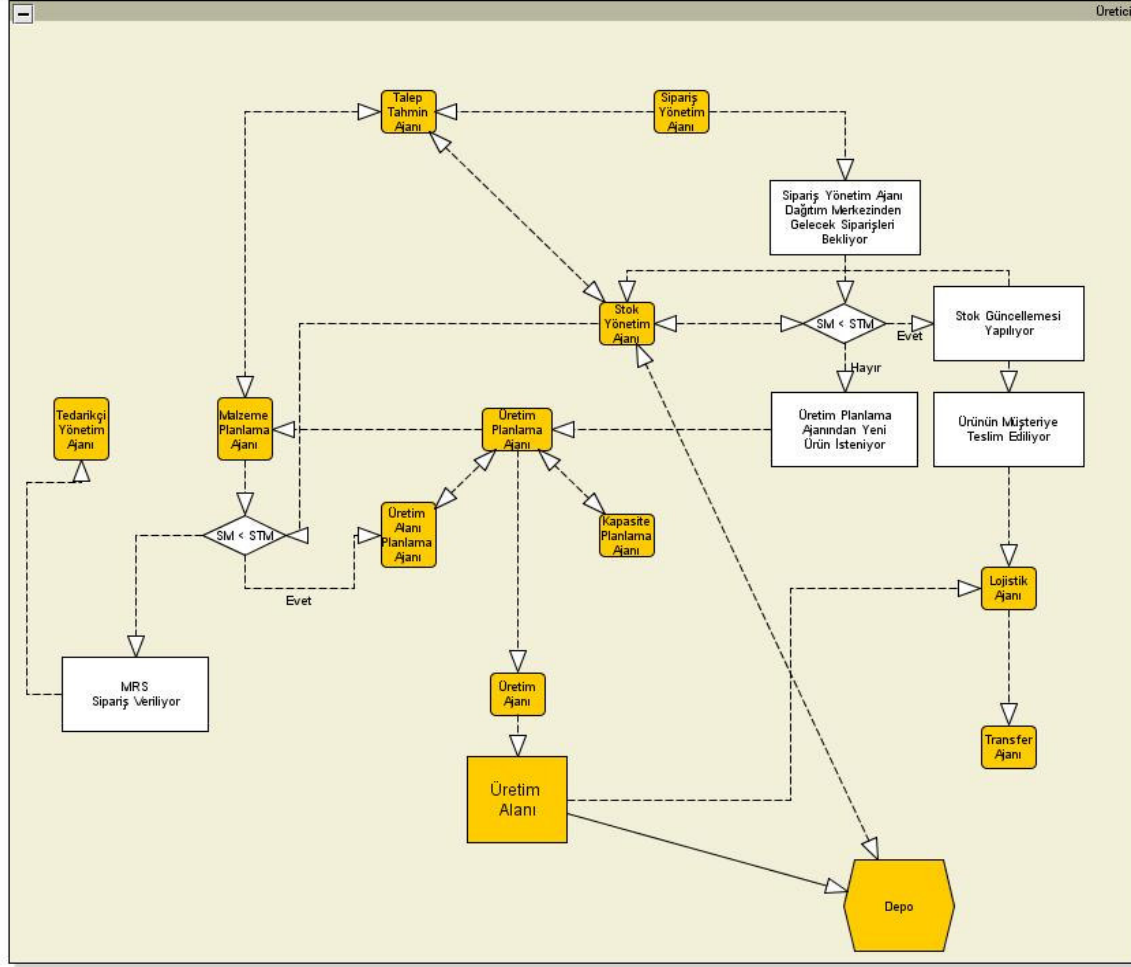 Üretici
Talep
Tahmin
Ajanı
Sipariş
Yönetim
Ajanı
Sipariş Yönetim Ajanı
Dağıtım Merkezinden
Gelecek Siparişleri
Bekliyor
Stok
Yönetim
Ajanı
SM < STM
Evet
Stok Güncellemesi
Yapılıyor
Hayır
Tedarikçi
Yönetim
Ajanı
Malzeme
Planlama
Ajanı
Üretim
Planlama
Ajanı
Üretim Planlama
Ajanından Yeni
Ürün İsteniyor
Ürünün Müşteriye
Teslim Ediliyor
SM < STM
Üretim
Alanı
Planlama
Ajanı
Kapasite
Planlama
Ajanı
Evet
Lojistik
Ajanı
MRS
Sipariş Veriliyor
Üretim
Ajanı
Transfer
Ajanı
Üretim
Alanı
Depo